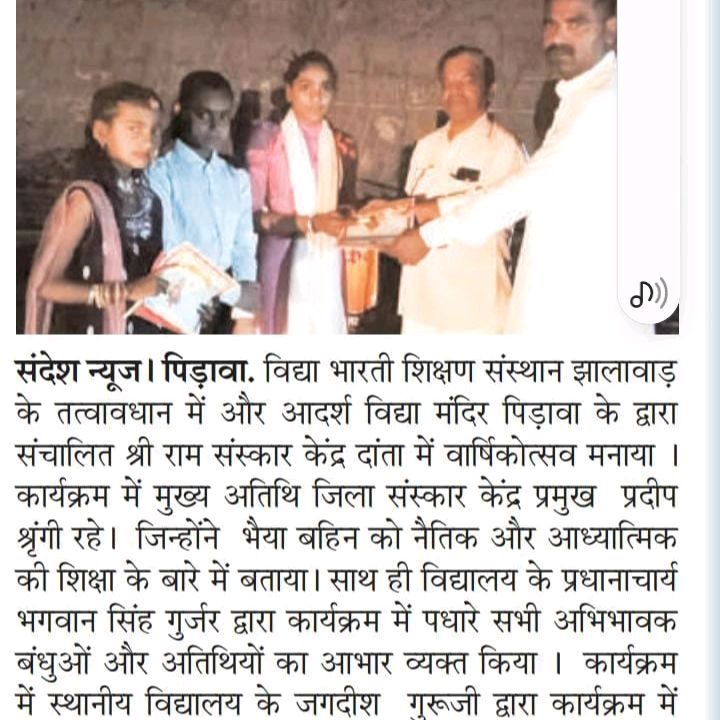 संदेश न्यूज। पिड़ावा. विद्या भारती शिक्षण संस्थान झालावाड़
के तत्वावधान में और आदर्श विद्या मंदिर पिड़ावा के द्वारा
संचालित श्री राम संस्कार केंद्र दांता में वार्षिकोत्सव मनाया ।
कार्यक्रम में मुख्य अतिथि जिला संस्कार केंद्र प्रमुख प्रदीप
श्रृंगी रहे। जिन्होंने भैया बहिन को नैतिक और आध्यात्मिक
की शिक्षा के बारे में बताया। साथ ही विद्यालय के प्रधानाचार्य
भगवान सिंह गुर्जर द्वारा कार्यक्रम में पधारे सभी अभिभावक
बंधुओं और अतिथियों का आभार व्यक्त किया । कार्यक्रम
में स्थानीय विद्यालय के जगदीश गुरूजी द्वारा कार्यक्रम में